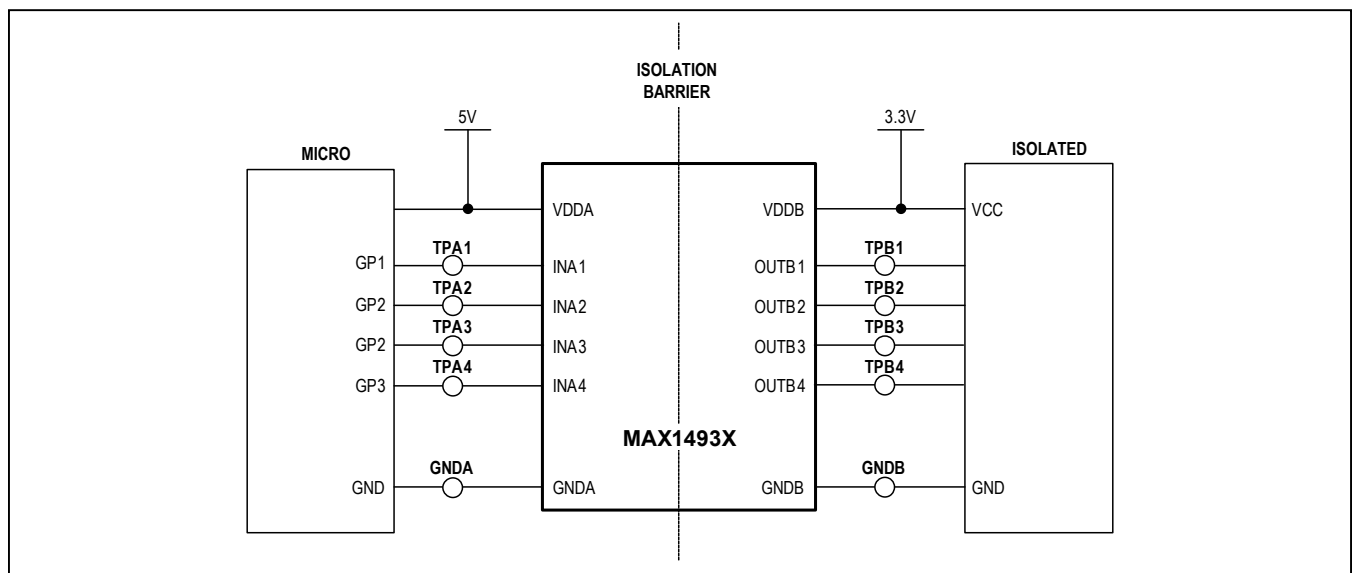 ISOLATION
BARRIER
5V
3.3V
MICRO
ISOLATED
VDDA
VDDB
VCC
GP1
TPA1
INA1
OUTB1
TPB1
GP2
TPA2
INA2
OUTB2
TPB2
GP2
TPA3
INA3
OUTB3
TPB3
GP3
TPA4
INA4
OUTB4
TPB4
MAX1493X
GND
GNDA
GNDA
GNDB
GNDB
GND